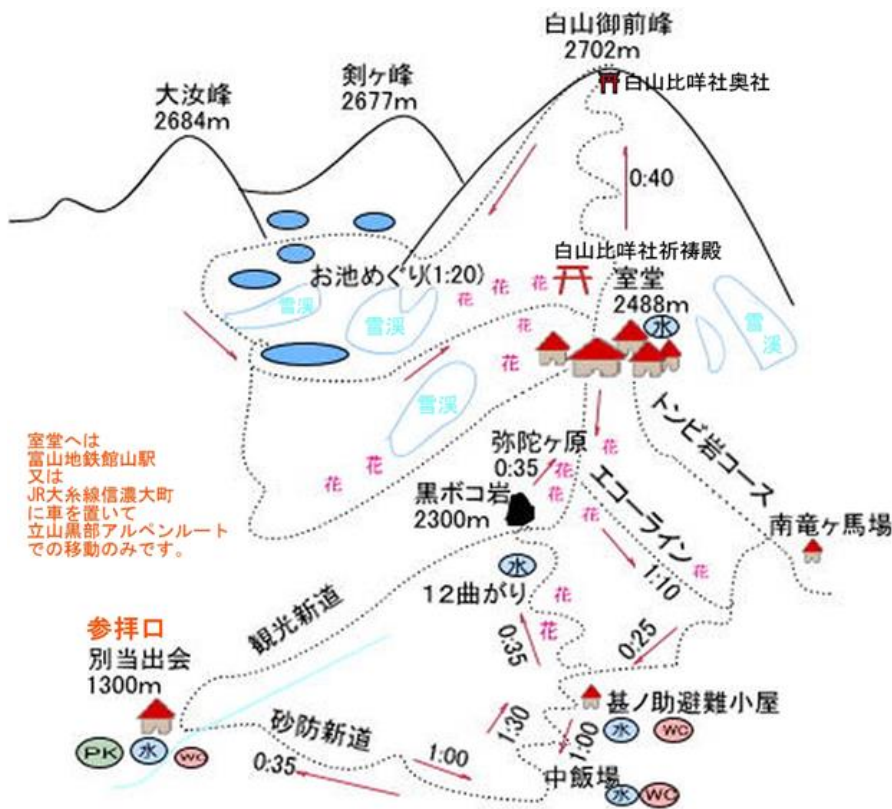 白山御前峰
2702m
白山比咩社奥社
剣ヶ峰
2677m
大汝峰
2684m
0:40
白山比咩社祈祷殿
お池めぐり(1:20)
花 花 花
室堂
2488m
水
雪渓
雪渓
雪渓
花
花
雪渓
トンビ岩コース
弥陀ヶ原
0:35
花
花
花
花
エコーライン
1:10
花
花 花
黒ボコ岩
2300m
南竜ヶ馬場
室堂へは
富山地鉄館山駅
又は
JR大糸線信濃大町
に車を置いて
立山黒部アルペンルート
での移動のみです。
水
12曲がり
花
花
0:35
0:25
観光新道
参拝口
別当出会
1300m
PK
水
WC
砂防新道
0:35
1:00
1:30
1:00
甚ノ助避難小屋
水
WC
中飯場
水
WC